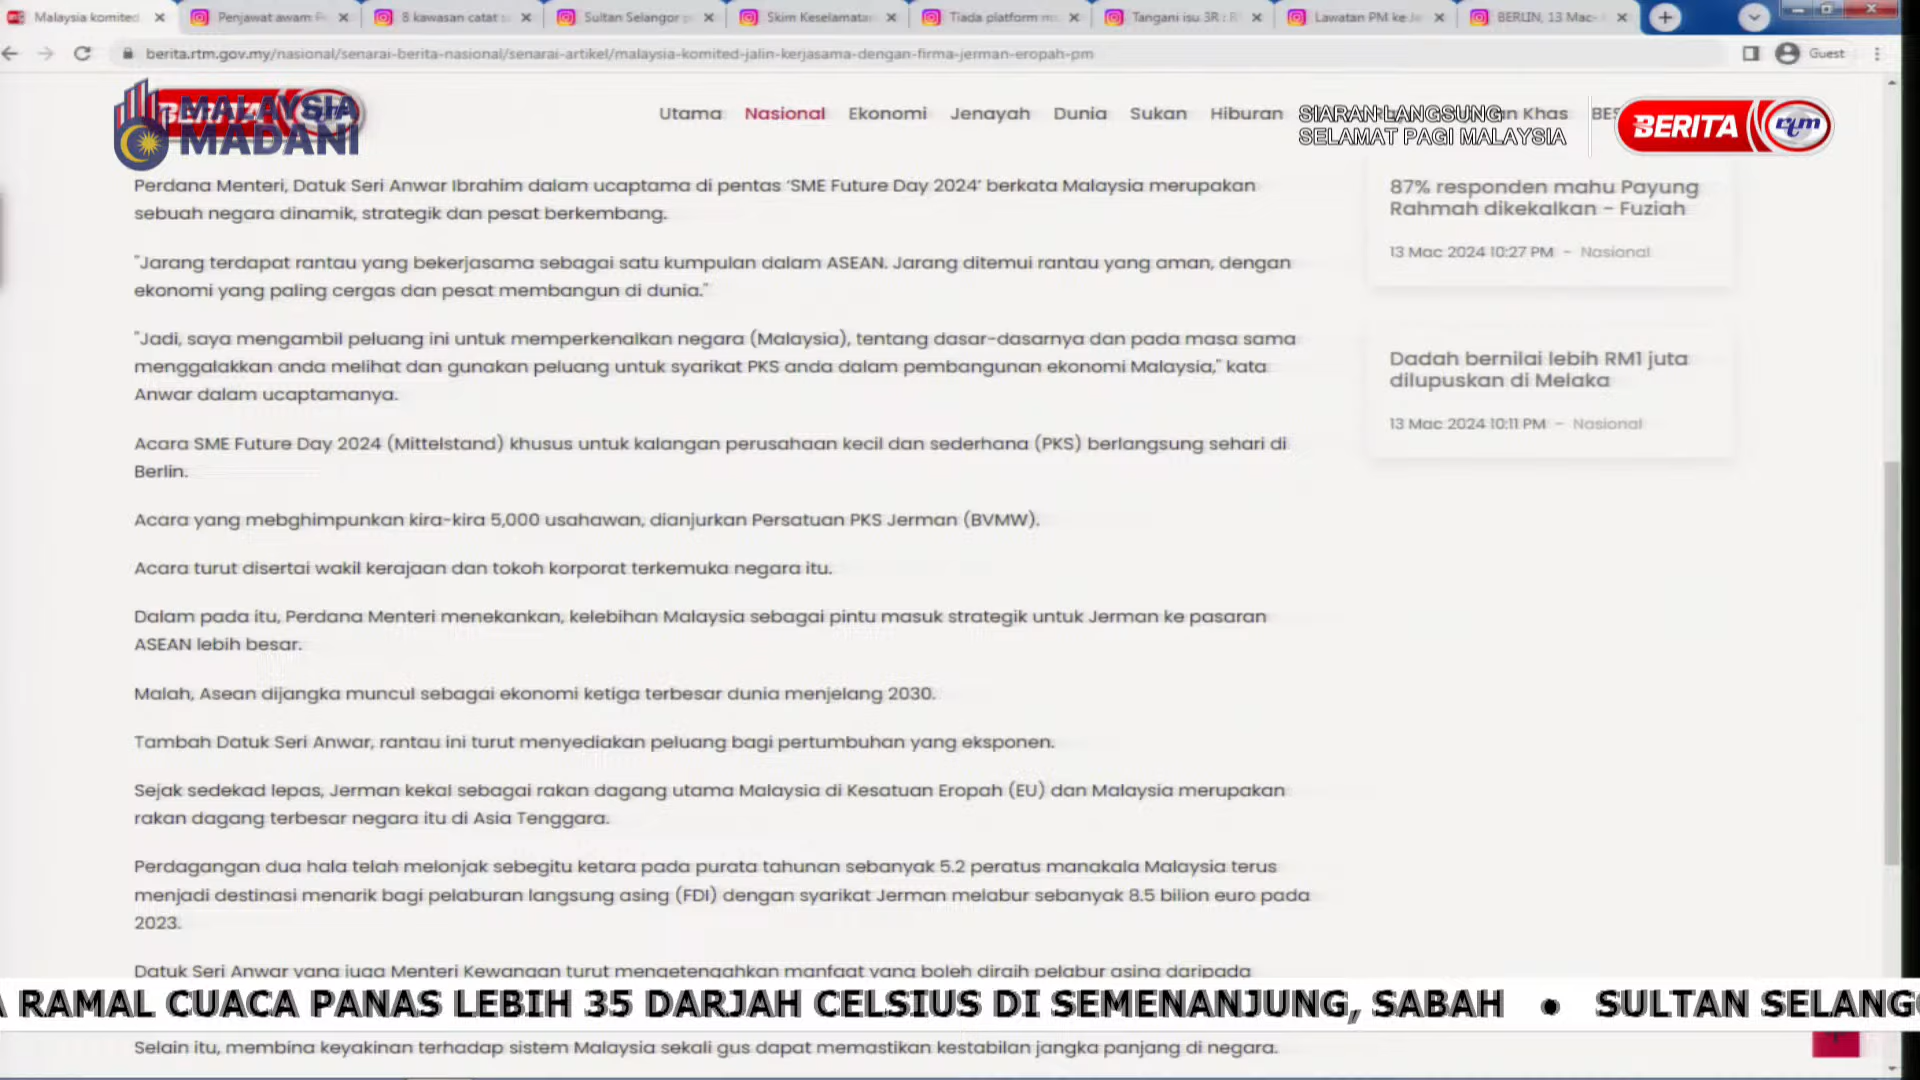 Malaysia komited
Penjawat awam
8 kawasan catat
Sultan Selangor
Skim Keselamatan
Tiada platform
Tangani isu 3R :
Lawatan PM ke
BERLIN, 13 Mac-
berita.rtm.gov.my/nasional/senarai-berita-nasional/senarai-artikel/malaysia-komited-jalin-kerjasama-dengan-firma-jerman-eropah-pm
Guest
MALAYSIA
MADANI
Utama Nasional Ekonomi Jenayah Dunia Sukan Hiburan
n Khas BES
SIARAN LANGSUNG
SELAMAT PAGI MALAYSIA
BERITA rtm
Perdana Menteri, Datuk Seri Anwar Ibrahim dalam ucaptama di pentas ‘SME Future Day 2024’ berkata Malaysia merupakan
sebuah negara dinamik, strategik dan pesat berkembang.
"Jarang terdapat rantau yang bekerjasama sebagai satu kumpulan dalam ASEAN. Jarang ditemui rantau yang aman, dengan
ekonomi yang paling cergas dan pesat membangun di dunia."
"Jadi, saya mengambil peluang ini untuk memperkenalkan negara (Malaysia), tentang dasar-dasarnya dan pada masa sama
menggalakkan anda melihat dan gunakan peluang untuk syarikat PKS anda dalam pembangunan ekonomi Malaysia," kata
Anwar dalam ucaptamanya.
Acara SME Future Day 2024 (Mittelstand) khusus untuk kalangan perusahaan kecil dan sederhana (PKS) berlangsung sehari di
Berlin.
Acara yang mebghimpunkan kira-kira 5,000 usahawan, dianjurkan Persatuan PKS Jerman (BVMW).
Acara turut disertai wakil kerajaan dan tokoh korporat terkemuka negara itu.
Dalam pada itu, Perdana Menteri menekankan, kelebihan Malaysia sebagai pintu masuk strategik untuk Jerman ke pasaran
ASEAN lebih besar.
Malah, Asean dijangka muncul sebagai ekonomi ketiga terbesar dunia menjelang 2030.
Tambah Datuk Seri Anwar, rantau ini turut menyediakan peluang bagi pertumbuhan yang eksponen.
Sejak sedekad lepas, Jerman kekal sebagai rakan dagang utama Malaysia di Kesatuan Eropah (EU) dan Malaysia merupakan
rakan dagang terbesar negara itu di Asia Tenggara.
Perdagangan dua hala telah melonjak sebegitu ketara pada purata tahunan sebanyak 5.2 peratus manakala Malaysia terus
menjadi destinasi menarik bagi pelaburan langsung asing (FDI) dengan syarikat Jerman melabur sebanyak 8.5 bilion euro pada
2023.
Datuk Seri Anwar yang juga Menteri Kewangan turut mengetengahkan manfaat yang boleh diraih pelabur asing daripada
Selain itu, membina keyakinan terhadap sistem Malaysia sekali gus dapat memastikan kestabilan jangka panjang di negara.
87% responden mahu Payung
Rahmah dikekalkan - Fuziah
13 Mac 2024 10:27 PM - Nasional
Dadah bernilai lebih RM1 juta
dilupuskan di Melaka
13 Mac 2024 10:11 PM - Nasional
A RAMAL CUACA PANAS LEBIH 35 DARJAH CELSIUS DI SEMENANJUNG, SABAH • SULTAN SELANGO